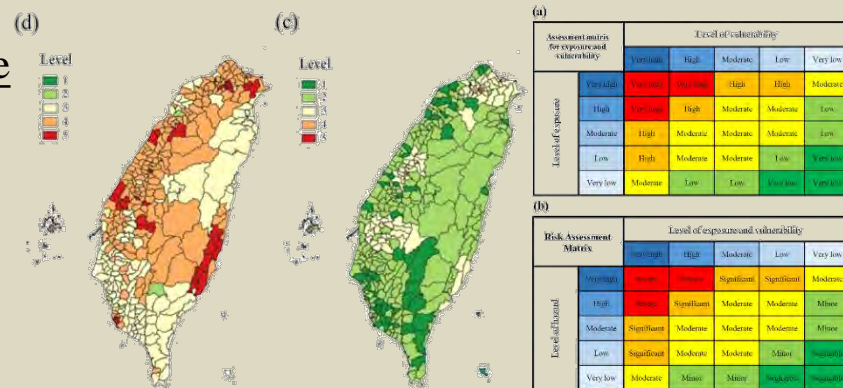 e
(d)
Level
1
2
3
4
5
(c)
Level
1
2
3
4
5
(a)
Assessment matrix for exposure and vulnerability
Level of vulnerability
Very high High Moderate Low Very low
Level of exposure
Very high Very high Very high High High Moderate
High Very high High Moderate Moderate Low
Moderate High Moderate Moderate Moderate Low
Low High Moderate Moderate Low Very low
Very low Moderate Low Low Very low Very low
(b)
Risk Assessment Matrix
Level of exposure and vulnerability
Very high High Moderate Low Very low
Level of hazard
Very high Significant Significant Moderate
High Significant Moderate Moderate Minor
Moderate Significant Moderate Moderate Moderate Minor
Low Significant Moderate Moderate Minor Negligible
Very low Moderate Minor Minor Negligible Negligible